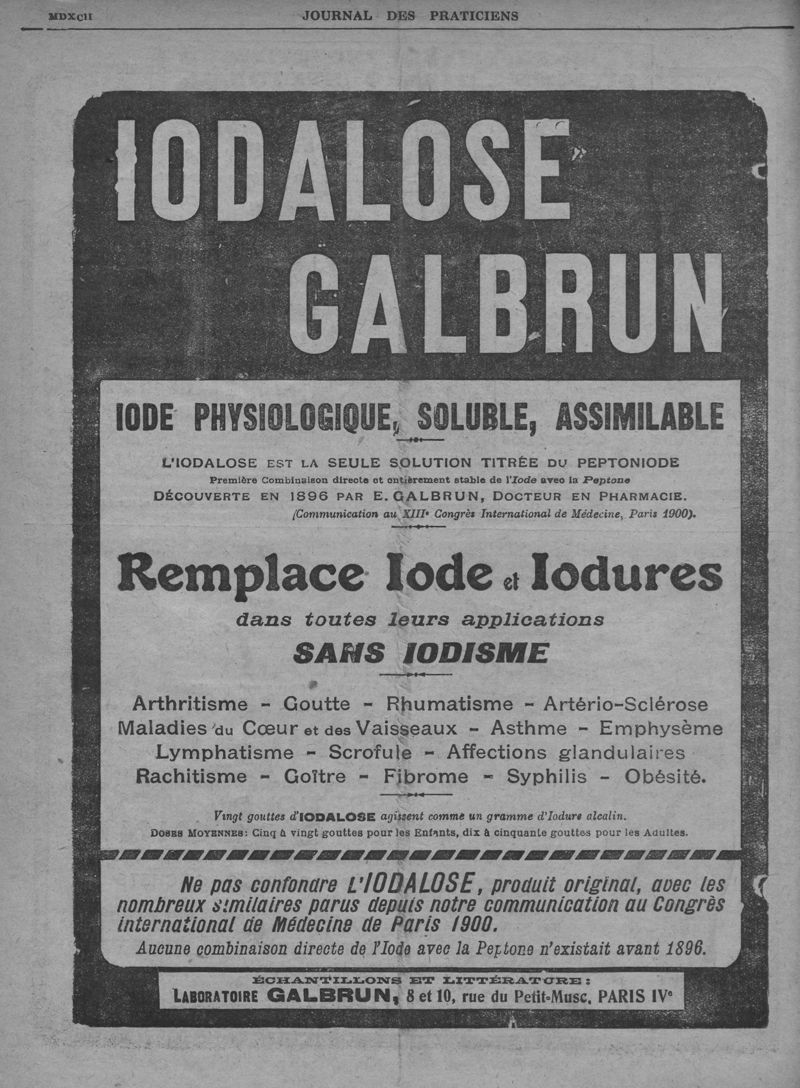 MDXCII
JOURNAL DES PRATICIENS
IODALOSE
GALBRUN
IODE PHYSIOLOGIQUE, SOLUBLE, ASSIMILABLE
L'IODALOSE EST LA SEULE SOLUTION TITRÉE DU PEPTONIODE
Première Combinaison directe et entièrement stable de l'Iode avec la Peptone
DÉCOUVERTE EN 1896 PAR E. GALBRUN, DOCTEUR EN PHARMACIE.
(Communication au XIIIe Congrès International de Médecine, Paris 1900).
Remplace Iode et Iodures
dans toutes leurs applications
SANS IODISME
Arthritisme - Goutte - Rhumatisme - Artério-Sclérose
Maladies du Cœur et des Vaisseaux - Asthme - Emphysème
Lymphatisme - Scrofule - Affections glandulaires
Rachitisme - Goître - Fibrome - Syphilis - Obésité.
Vingt gouttes d'IODALOSE agissent comme un gramme d'Iodure alcalin.
DOSES MOYENNES: Cinq à vingt gouttes pour les Enfants, dix à cinquante gouttes pour les Adultes.
Ne pas confondre L'IODALOSE, produit original, avec les
nombreux similaires parus depuis notre communication au Congrès
international de Médecine de Paris 1900.
Aucune combinaison directe de l'Iode avec la Peptone n'existait avant 1896.
ÉCHANTILLONS ET LITTÉRATURE:
LABORATOIRE GALBRUN, 8 et 10, rue du Petit-Musc, PARIS IVe